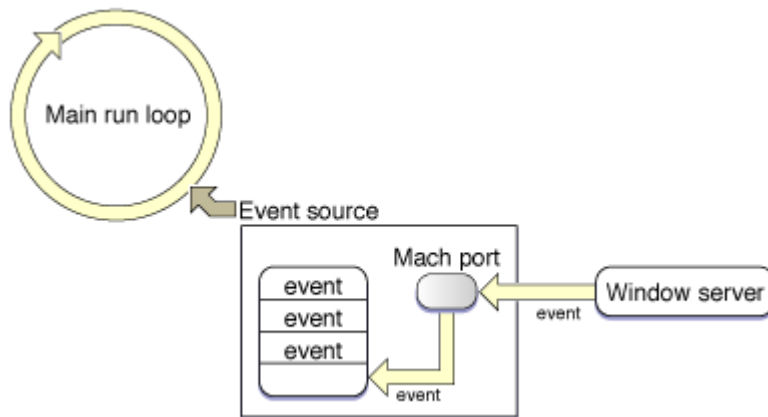 Main run loop
Event source
Mach port
event
event
event
Window server
event
event